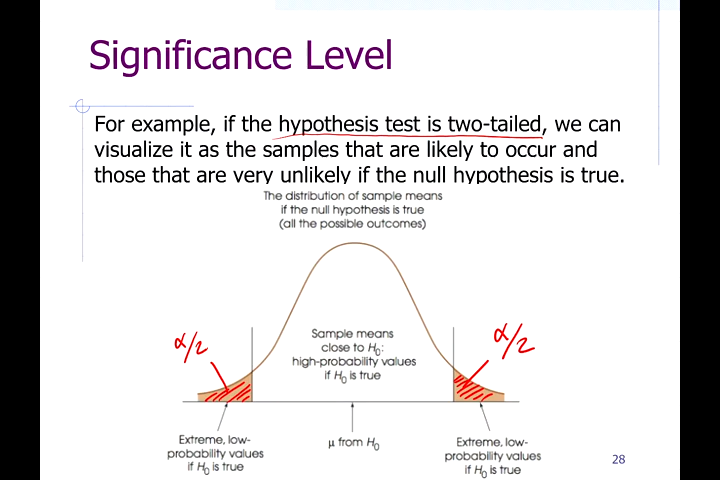 Significance Level
For example, if the hypothesis test is two-tailed, we can
visualize it as the samples that are likely to occur and
those that are very unlikely if the null hypothesis is true.
The distribution of sample means
if the null hypothesis is true
(all the possible outcomes)
α/2
α/2
Sample means
close to H₀:
high-probability values
if H₀ is true
Extreme, low-
probability values
if H₀ is true
μ from H₀
Extreme, low-
probability values
if H₀ is true
28